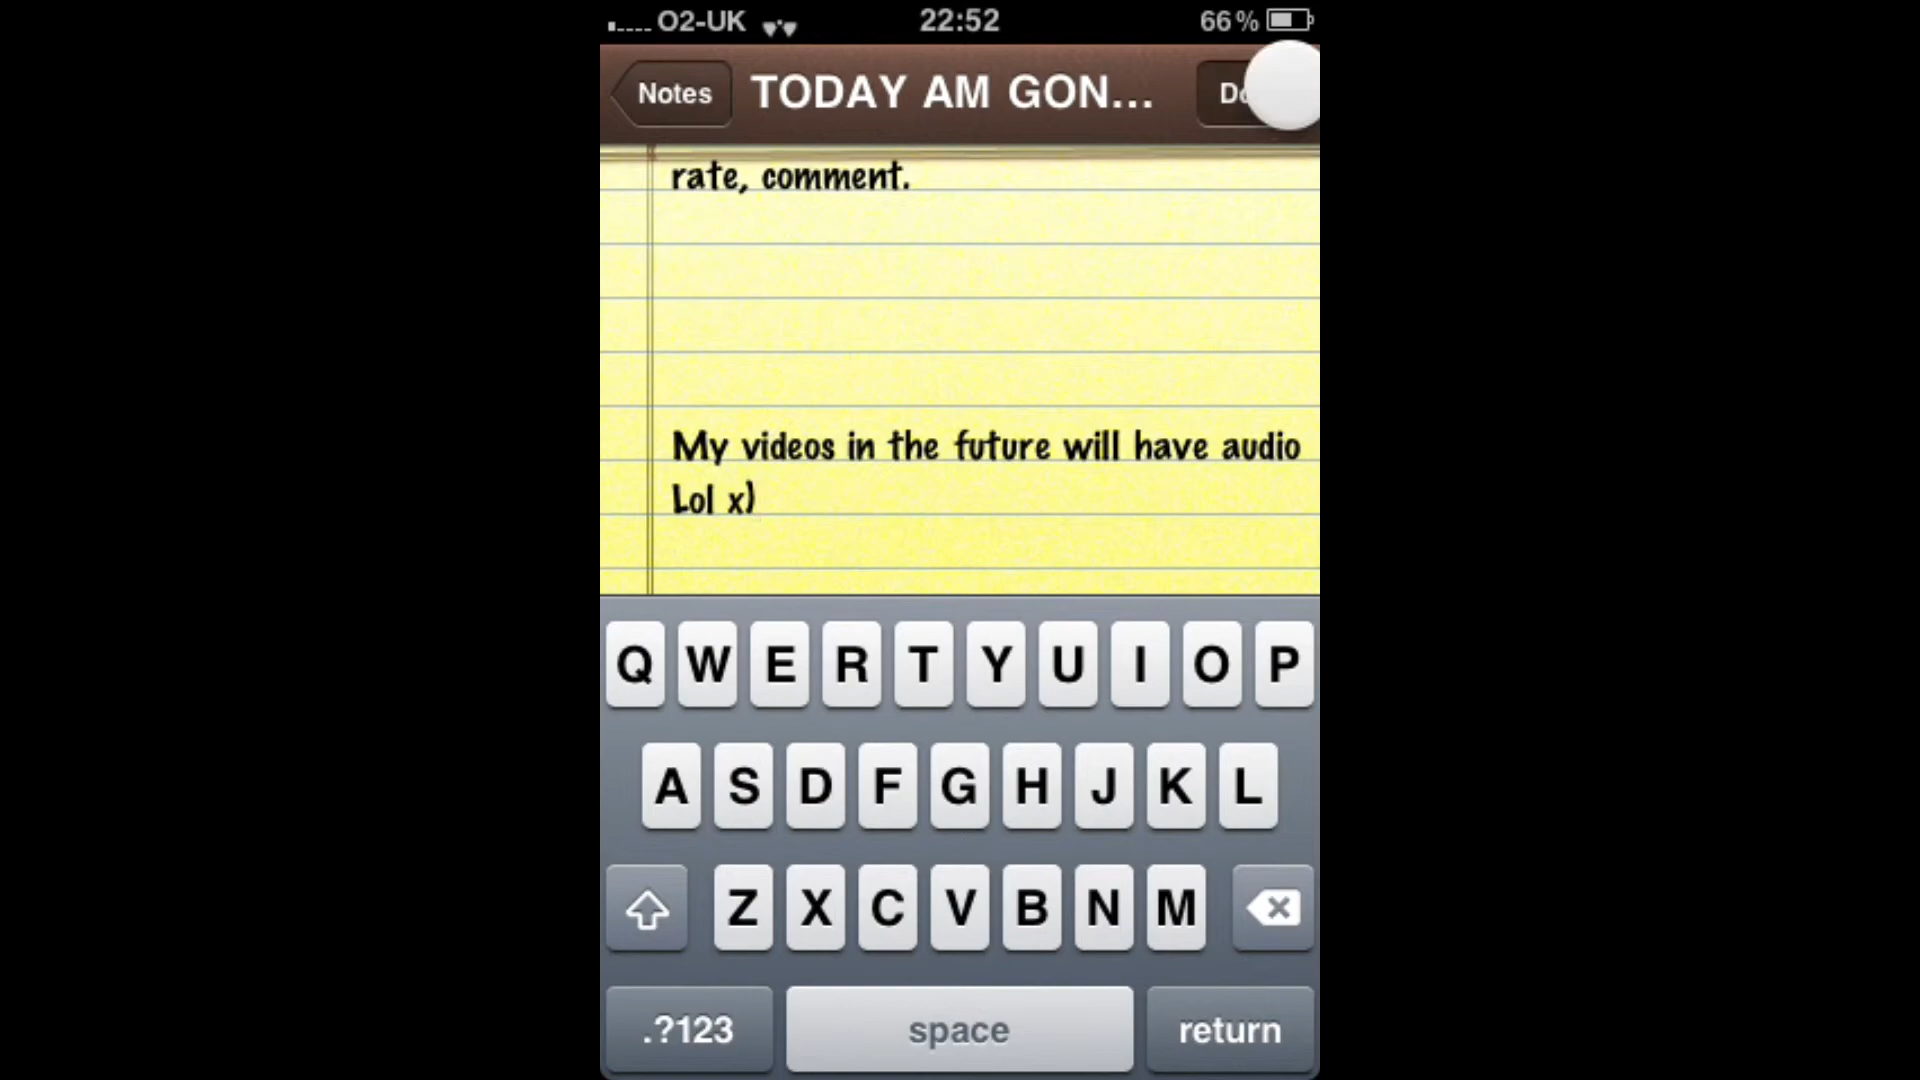 O2-UK 22:52 66%
Notes TODAY AM GON...
rate, comment.
My videos in the future will have audio
Lol x)
Q W E R T Y U I O P
A S D F G H J K L
Z X C V B N M
.?123 space return